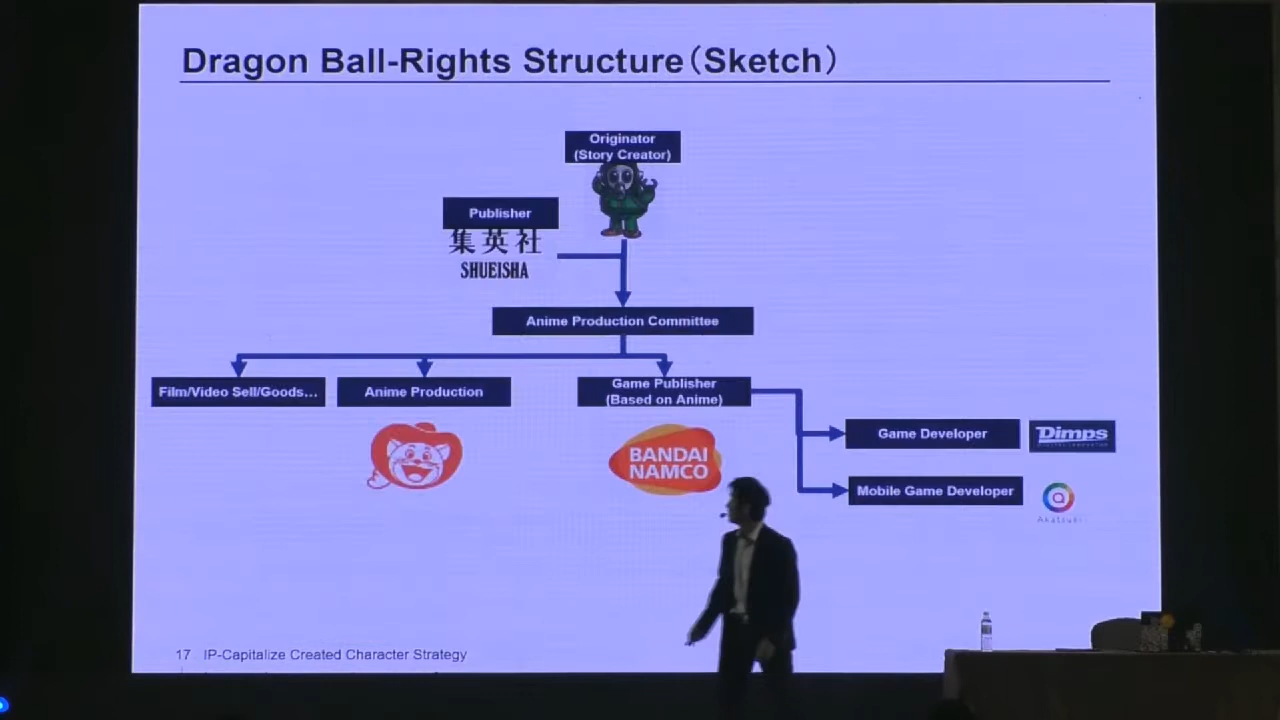 Dragon Ball-Rights Structure(Sketch)
Originator
(Story Creator)
Publisher
集英社
SHUEISHA
Anime Production Committee
Film/Video Sell/Goods...
Anime Production
Game Publisher
(Based on Anime)
BANDAI
NAMCO
Game Developer
Dimps
Mobile Game Developer
Akatsuki
17 IP-Capitalize Created Character Strategy